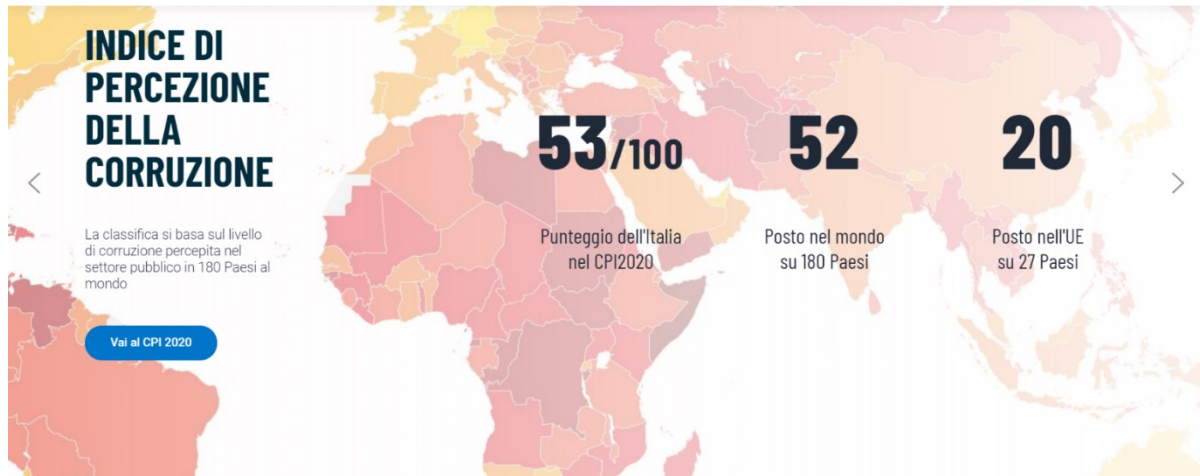 INDICE DI
PERCEZIONE
DELLA
CORRUZIONE
La classifica si basa sul livello
di corruzione percepita nel
settore pubblico in 180 Paesi al
mondo
Vai al CPI 2020
53/100
Punteggio dell'Italia
nel CPI2020
52
Posto nel mondo
su 180 Paesi
20
Posto nell'UE
su 27 Paesi